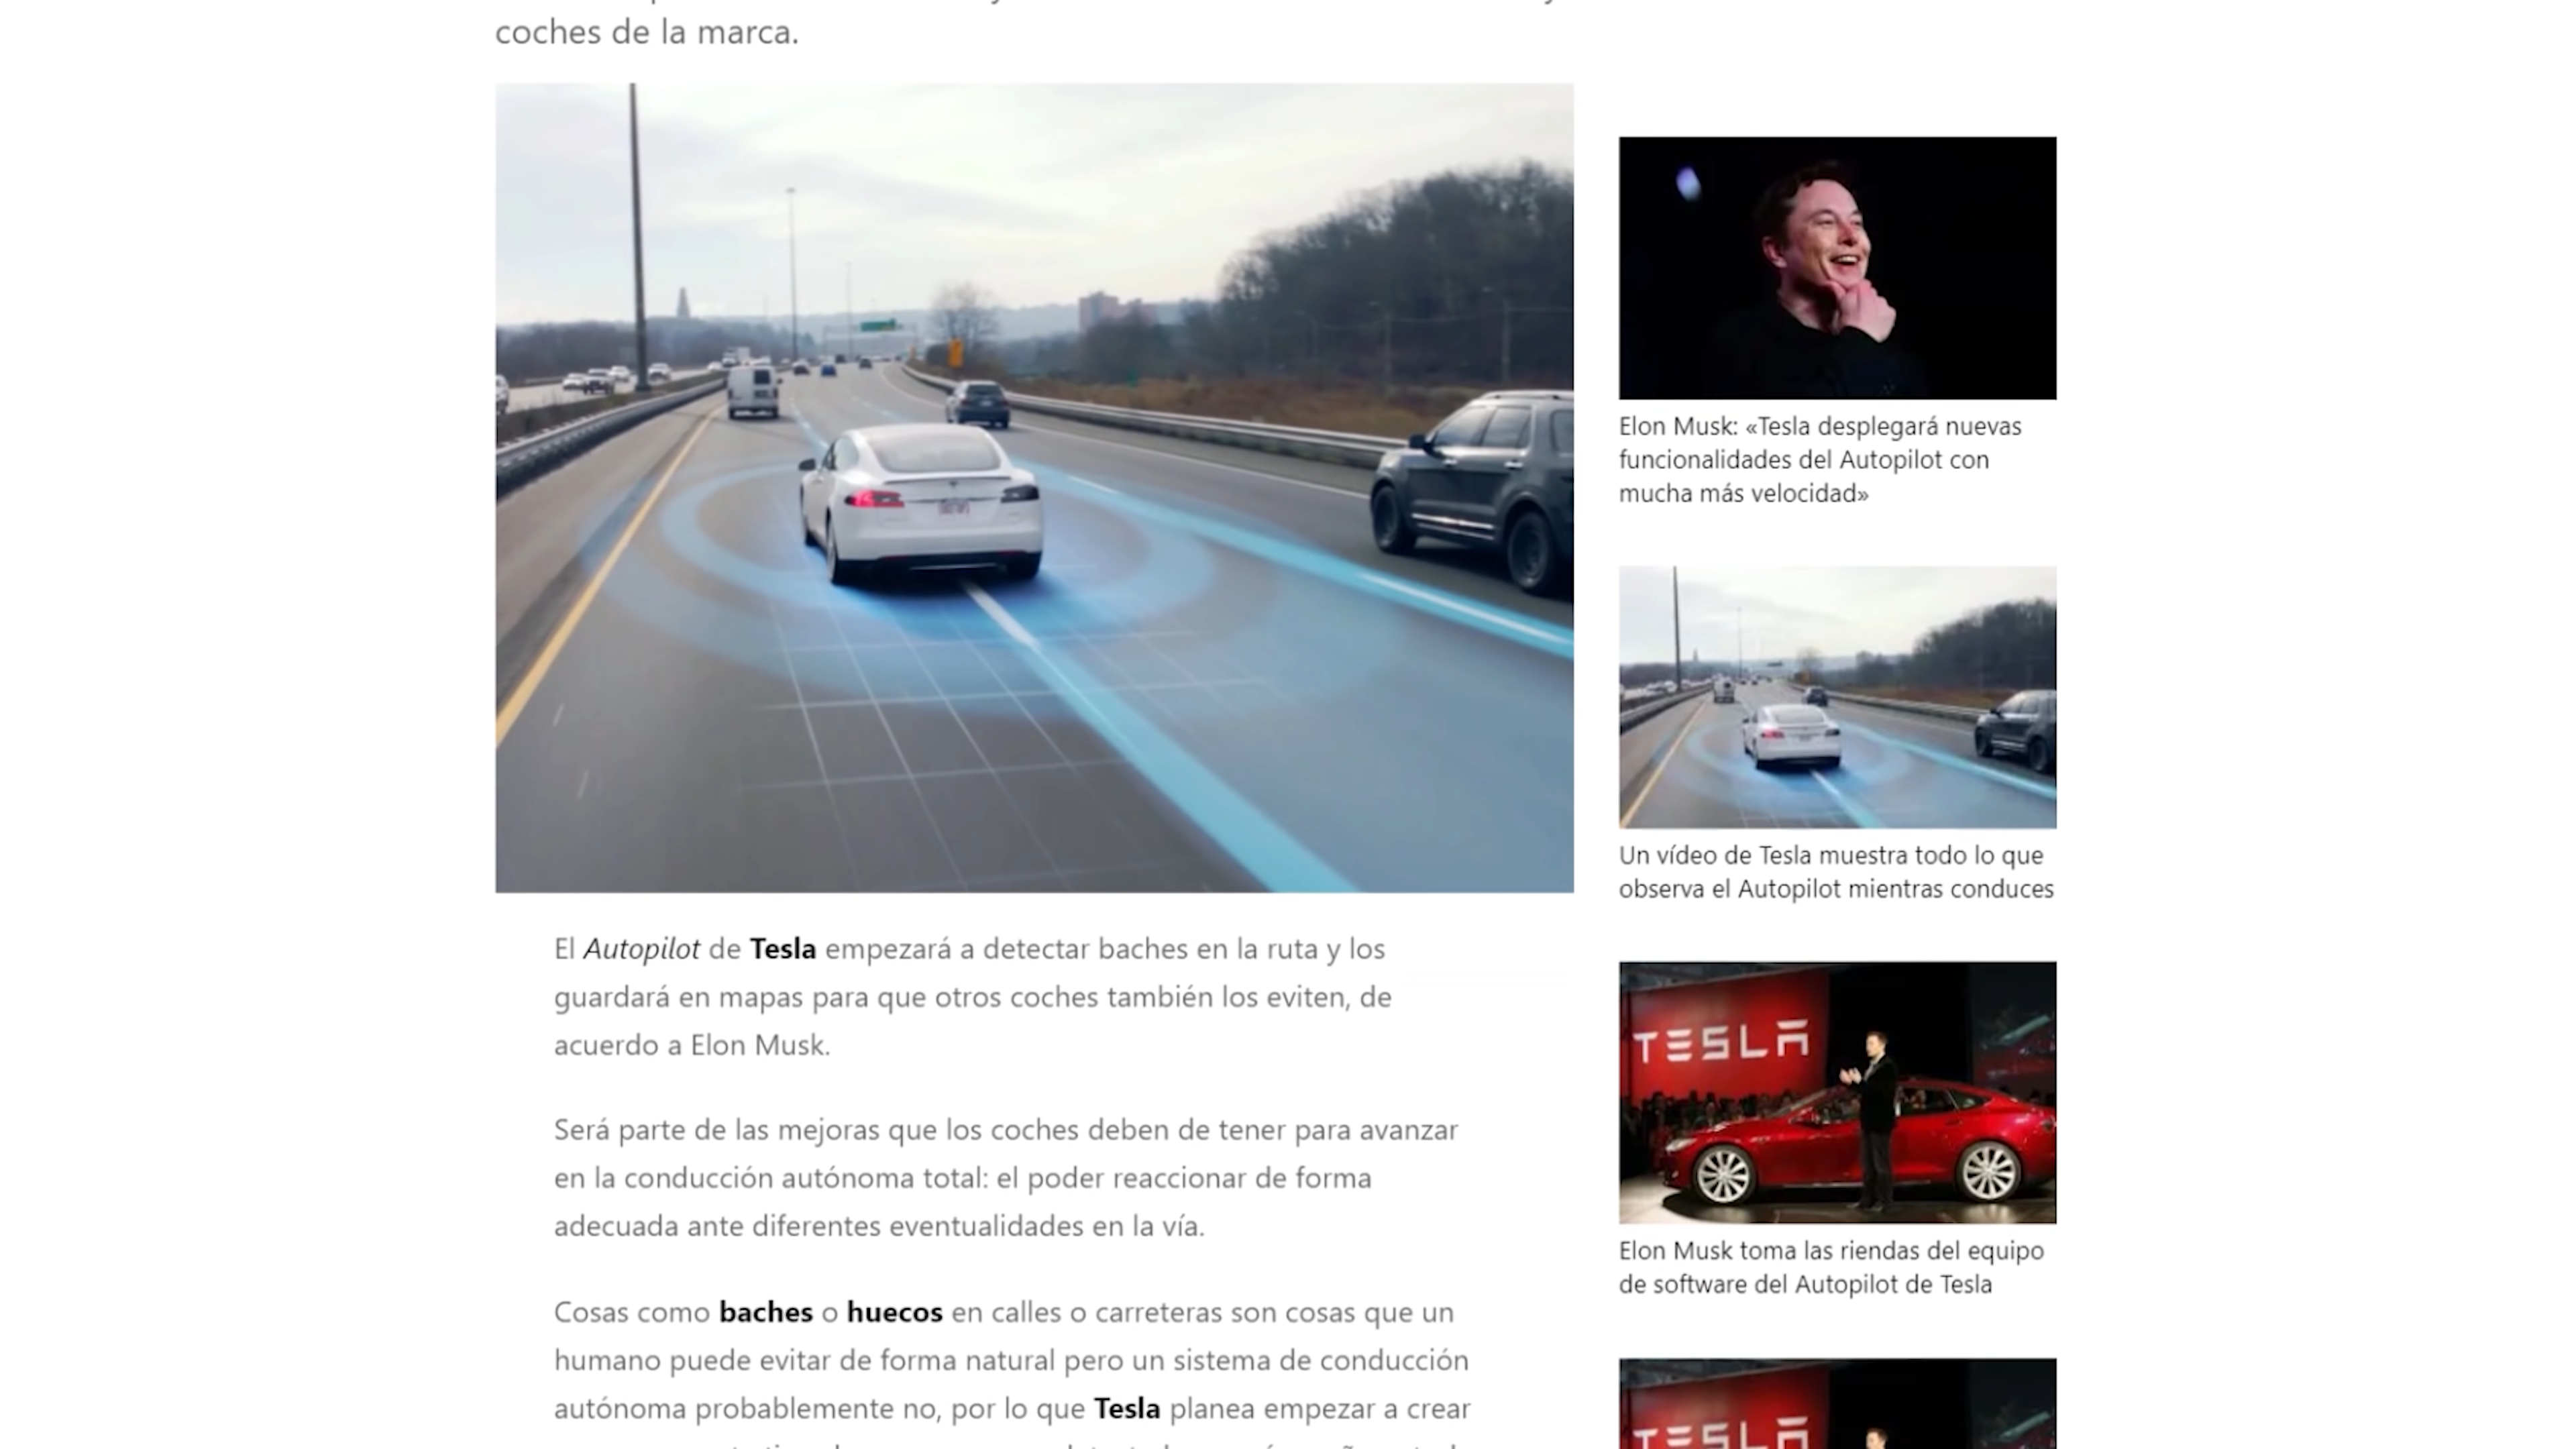 coches de la marca.
El Autopilot de Tesla empezará a detectar baches en la ruta y los
guardará en mapas para que otros coches también los eviten, de
acuerdo a Elon Musk.
Será parte de las mejoras que los coches deben de tener para avanzar
en la conducción autónoma total: el poder reaccionar de forma
adecuada ante diferentes eventualidades en la vía.
Cosas como baches o huecos en calles o carreteras son cosas que un
humano puede evitar de forma natural pero un sistema de conducción
autónoma probablemente no, por lo que Tesla planea empezar a crear
Elon Musk: «Tesla desplegará nuevas
funcionalidades del Autopilot con
mucha más velocidad»
Un vídeo de Tesla muestra todo lo que
observa el Autopilot mientras conduces
TESLA
Elon Musk toma las riendas del equipo
de software del Autopilot de Tesla
TESLA